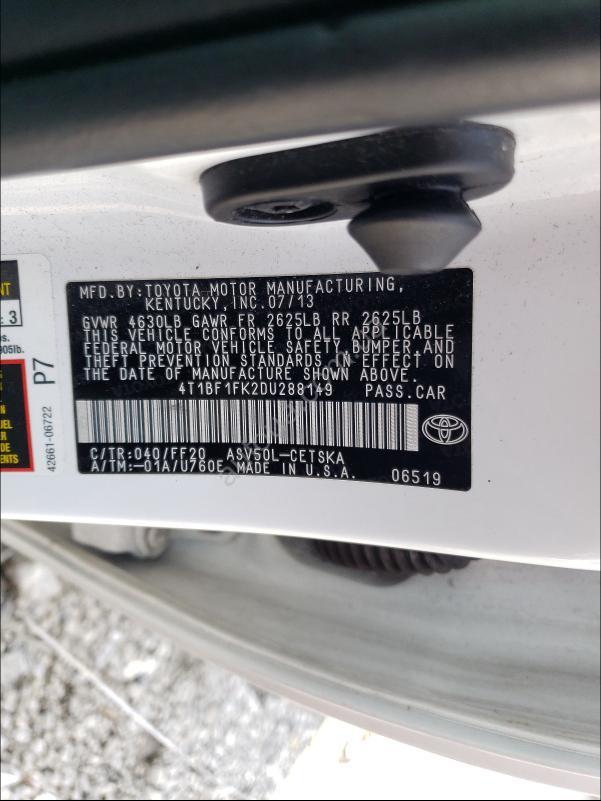 MFD.BY:TOYOTA MOTOR MANUFACTURING,
KENTUCKY, INC.07/13
GVWR 4630LB GAWR FR 2625LB RR 2625LB
THIS VEHICLE CONFORMS TO ALL APPLICABLE
FEDERAL MOTOR VEHICLE SAFETY, BUMPER AND
THEFT PREVENTION STANDARDS IN EFFECT ON
THE DATE OF MANUFACTURE SHOWN ABOVE.
4T1BF1FK2DU288149 PASS.CAR
C/TR:040/FF20 ASV50L-CETSKA
A/TM:-01A/U760E MADE IN U.S.A. 06519
3
905lb.
P7
42661-06722